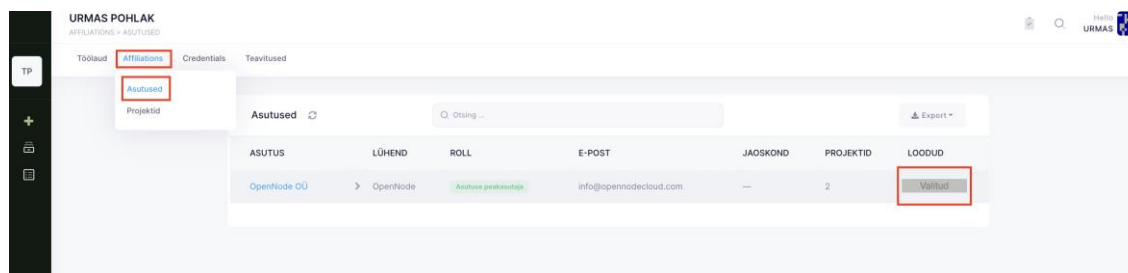 URMAS POHLAK
AFFILIATIONS > ASUTUSED
Hello
URMAS
TP
Töölaud Affiliations Credentials Teavitused
Asutused
Projektid
Asutused Otsing ... Export
ASUTUS LÜHEND ROLL E-POST JAOSKOND PROJEKTID LOODUD
OpenNode OÜ > OpenNode Asutuse peakasutaja info@opennodecloud.com — 2 Valitud